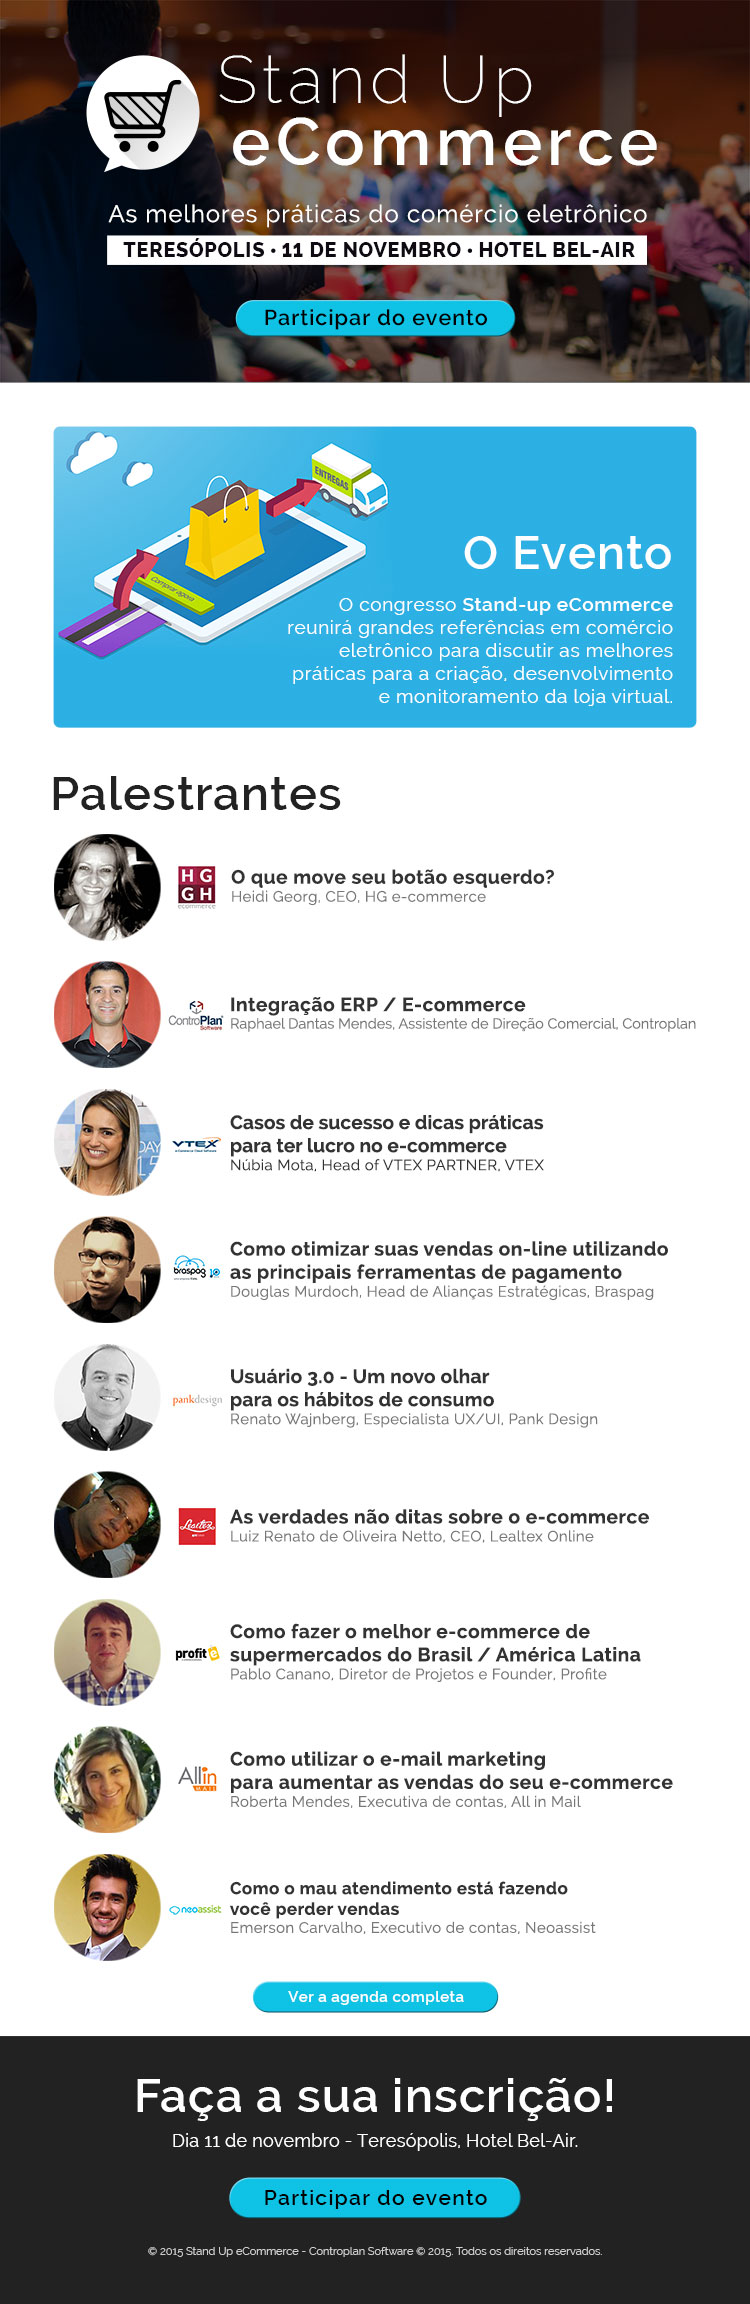 Stand Up
eCommerce
As melhores práticas do comércio eletrônico
TERESÓPOLIS • 11 DE NOVEMBRO • HOTEL BEL-AIR
Participar do evento
ENTREGAS
Comprar agora
O Evento
O congresso Stand-up eCommerce
reunirá grandes referências em comércio
eletrônico para discutir as melhores
práticas para a criação, desenvolvimento
e monitoramento da loja virtual.
Palestrantes
HG
GH
ecommerce
O que move seu botão esquerdo?
Heidi Georg, CEO, HG e-commerce
ControPlan
Software
Integração ERP / E-commerce
Raphael Dantas Mendes, Assistente de Direção Comercial, Controplan
DAY
15
VTEX
Casos de sucesso e dicas práticas
para ter lucro no e-commerce
Núbia Mota, Head of VTEX PARTNER, VTEX
braspag
Como otimizar suas vendas on-line utilizando
as principais ferramentas de pagamento
Douglas Murdoch, Head de Alianças Estratégicas, Braspag
pankdesign
Usuário 3.0 - Um novo olhar
para os hábitos de consumo
Renato Wajnberg, Especialista UX/UI, Pank Design
Lealtex
As verdades não ditas sobre o e-commerce
Luiz Renato de Oliveira Netto, CEO, Lealtex Online
profite
Como fazer o melhor e-commerce de
supermercados do Brasil / América Latina
Pablo Canano, Diretor de Projetos e Founder, Profite
Allin
MAIL
Como utilizar o e-mail marketing
para aumentar as vendas do seu e-commerce
Roberta Mendes, Executiva de contas, All in Mail
neoassist
Como o mau atendimento está fazendo
você perder vendas
Emerson Carvalho, Executivo de contas, Neoassist
Ver a agenda completa
Faça a sua inscrição!
Dia 11 de novembro - Teresópolis, Hotel Bel-Air.
Participar do evento
© 2015 Stand Up eCommerce - Controplan Software © 2015. Todos os direitos reservados.